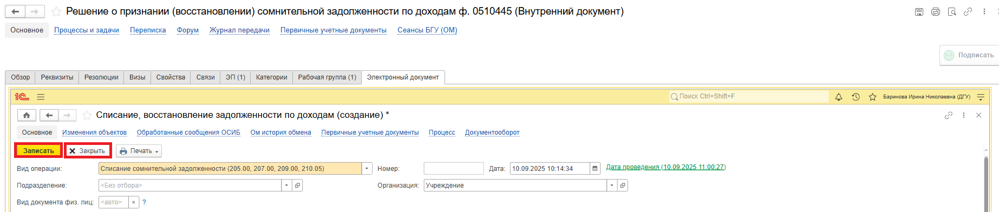 Решение о признании (восстановлении) сомнительной задолженности по доходам ф. 0510445 (Внутренний документ)
Основное Процессы и задачи Переписка Форум Журнал передачи Первичные учетные документы Сеансы БГУ (ОМ)
Подписать
Обзор Реквизиты Резолюции Визы Свойства Связи ЭП (1) Категории Рабочая группа (1) Электронный документ
1С Поиск Ctrl+Shift+F Баринова Ирина Николаевна (ДГУ)
Списание, восстановление задолженности по доходам (создание) *
Основное Изменения объектов Обработанные сообщения ОСИБ Ом история обмена Первичные учетные документы Процесс Документооборот
Записать Закрыть Печать
Вид операции: Списание сомнительной задолженности (205.00, 207.00, 209.00, 210.05) Номер: Дата: 10.09.2025 10:14:34 Дата проведения (10.09.2025 11:00:27)
Подразделение: <Без отбора> Организация: Учреждение
Вид документа физ. лиц: <авто> × ?